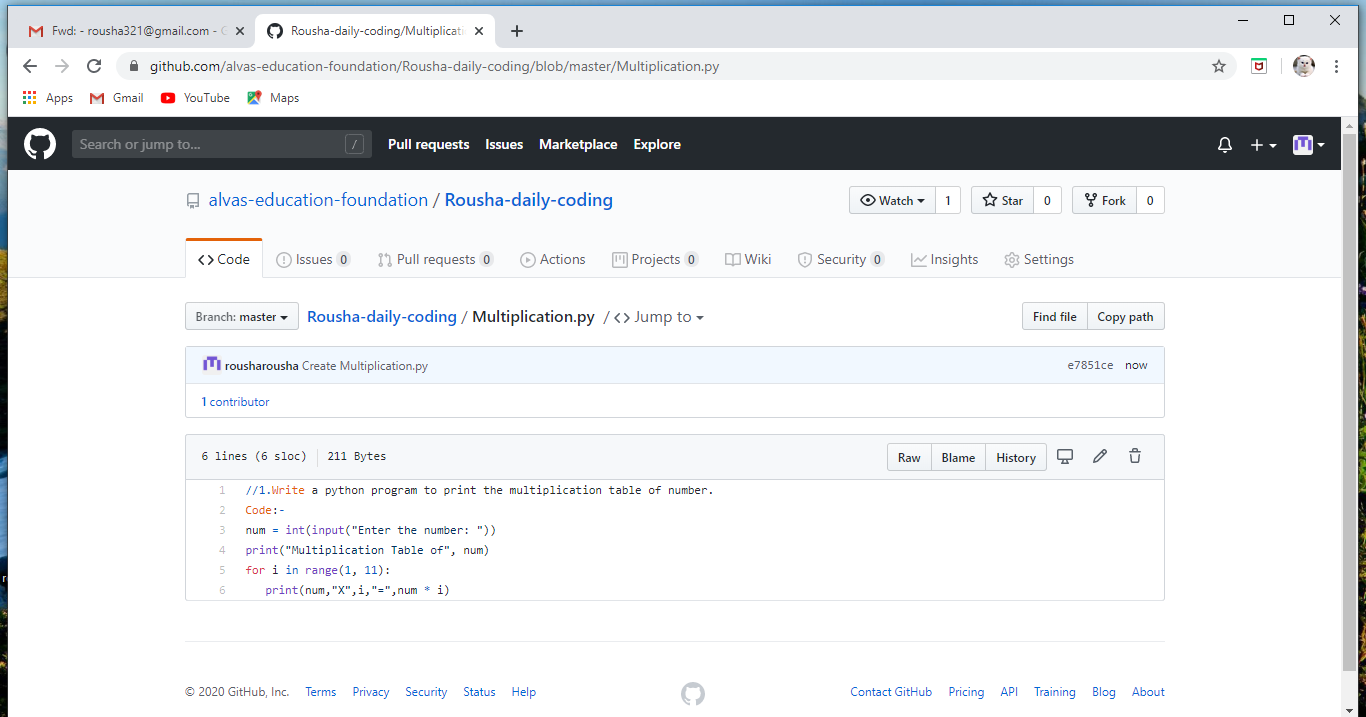 Fwd: - rousha321@gmail.com -
Rousha-daily-coding/Multiplicati
github.com/alvas-education-foundation/Rousha-daily-coding/blob/master/Multiplication.py
Apps Gmail YouTube Maps
Search or jump to... / Pull requests Issues Marketplace Explore
alvas-education-foundation / Rousha-daily-coding Watch 1 Star 0 Fork 0
Code Issues 0 Pull requests 0 Actions Projects 0 Wiki Security 0 Insights Settings
Branch: master Rousha-daily-coding / Multiplication.py / <> Jump to Find file Copy path
rousharousha Create Multiplication.py e7851ce now
1 contributor
6 lines (6 sloc) 211 Bytes Raw Blame History
1 //1.Write a python program to print the multiplication table of number.
2 Code:-
3 num = int(input("Enter the number: "))
4 print("Multiplication Table of", num)
5 for i in range(1, 11):
6 print(num,"X",i,"=",num * i)
© 2020 GitHub, Inc. Terms Privacy Security Status Help Contact GitHub Pricing API Training Blog About